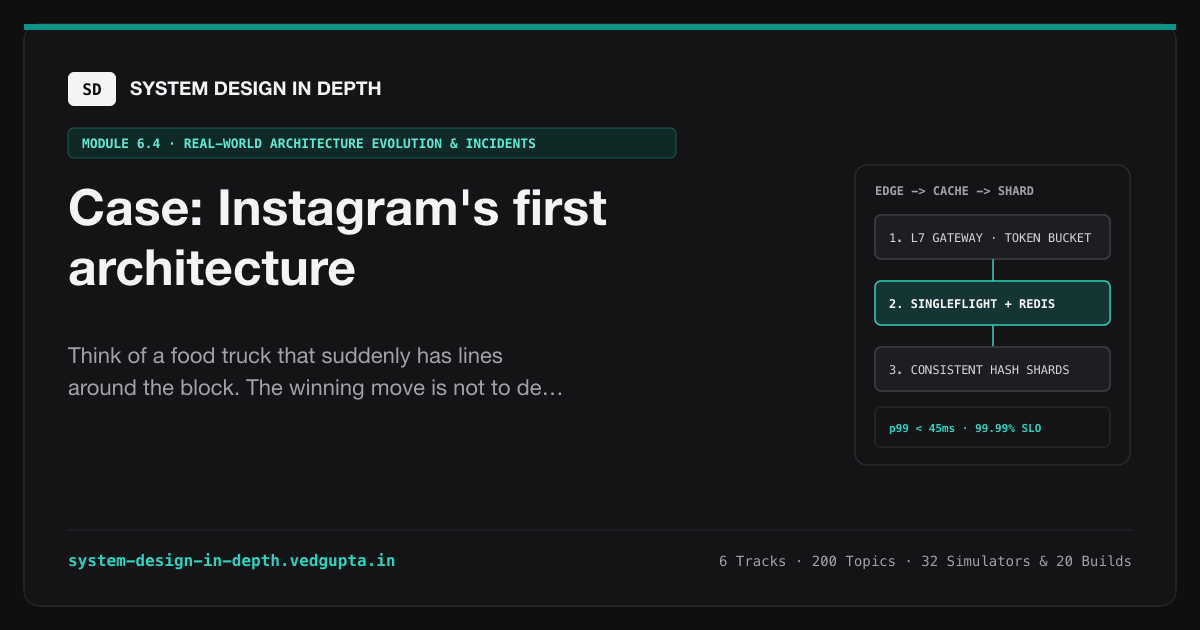 SD SYSTEM DESIGN IN DEPTH
MODULE 6.4 · REAL–WORLD ARCHITECTURE EVOLUTION & INCIDENTS
Case: Instagram's first
architecture
Think of a food truck that suddenly has lines
around the block. The winning move is not to de…
EDGE –> CACHE –> SHARD
1. L7 GATEWAY · TOKEN BUCKET
2. SINGLEFLIGHT + REDIS
3. CONSISTENT HASH SHARDS
p99 < 45ms · 99.99% SLO
system–design–in–depth.vedgupta.in
6 Tracks · 200 Topics · 32 Simulators & 20 Builds